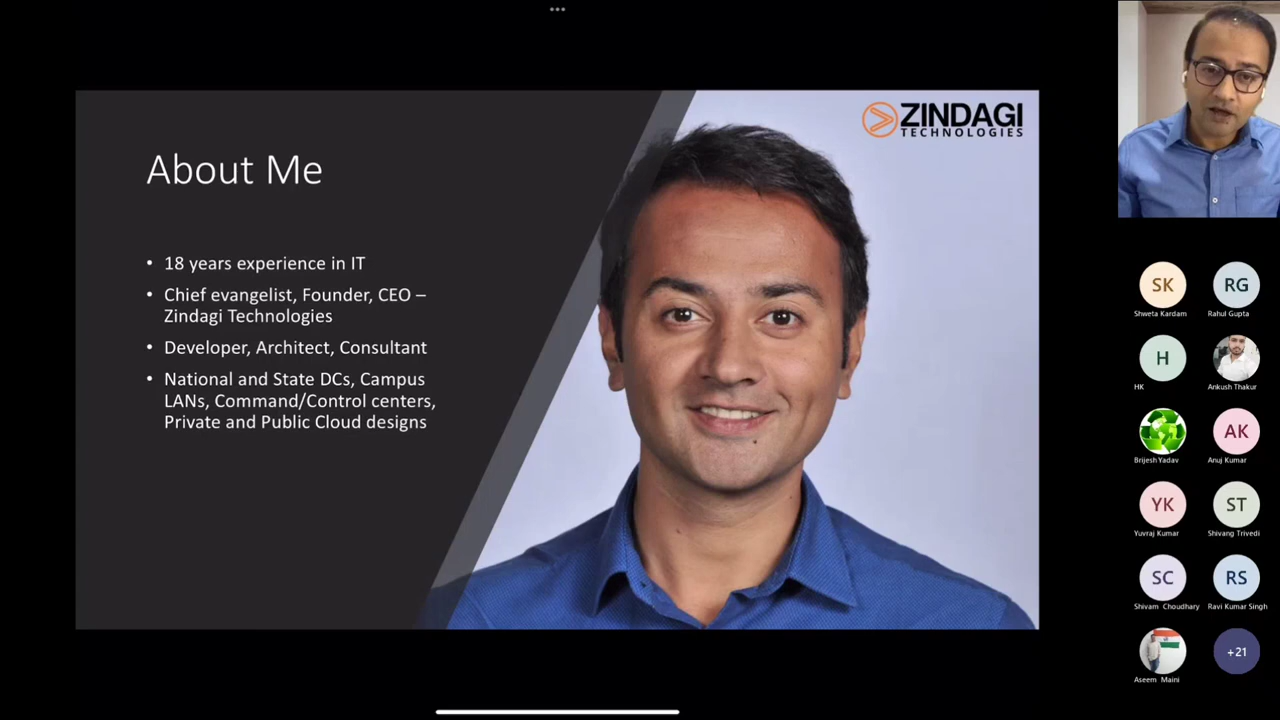 ZINDAGI
TECHNOLOGIES
About Me
• 18 years experience in IT
• Chief evangelist, Founder, CEO –
Zindagi Technologies
• Developer, Architect, Consultant
• National and State DCs, Campus
LANs, Command/Control centers,
Private and Public Cloud designs
SK
RG
Shweta Kardam
Rahul Gupta
H
HK
Ankush Thakur
AK
Brijesh Yadav
Anuj Kumar
YK
ST
Yuvraj Kumar
Shivang Trivedi
SC
RS
Shivam Choudhary
Ravi Kumar Singh
+21
Aseem Maini